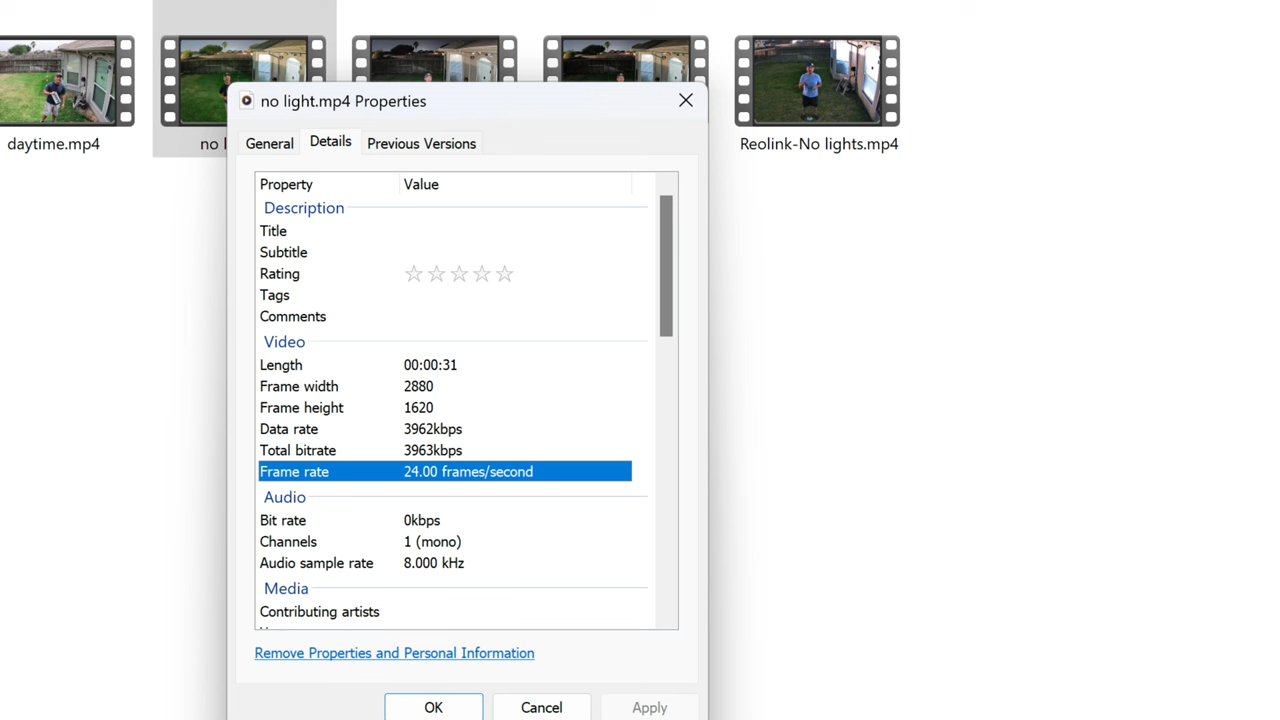 no light.mp4 Properties
daytime.mp4
no l
Reolink-No lights.mp4
General
Details
Previous Versions
Property Value
Description
Title
Subtitle
Rating
Tags
Comments
Video
Length 00:00:31
Frame width 2880
Frame height 1620
Data rate 3962kbps
Total bitrate 3963kbps
Frame rate 24.00 frames/second
Audio
Bit rate 0kbps
Channels 1 (mono)
Audio sample rate 8.000 kHz
Media
Contributing artists
Remove Properties and Personal Information
OK
Cancel
Apply